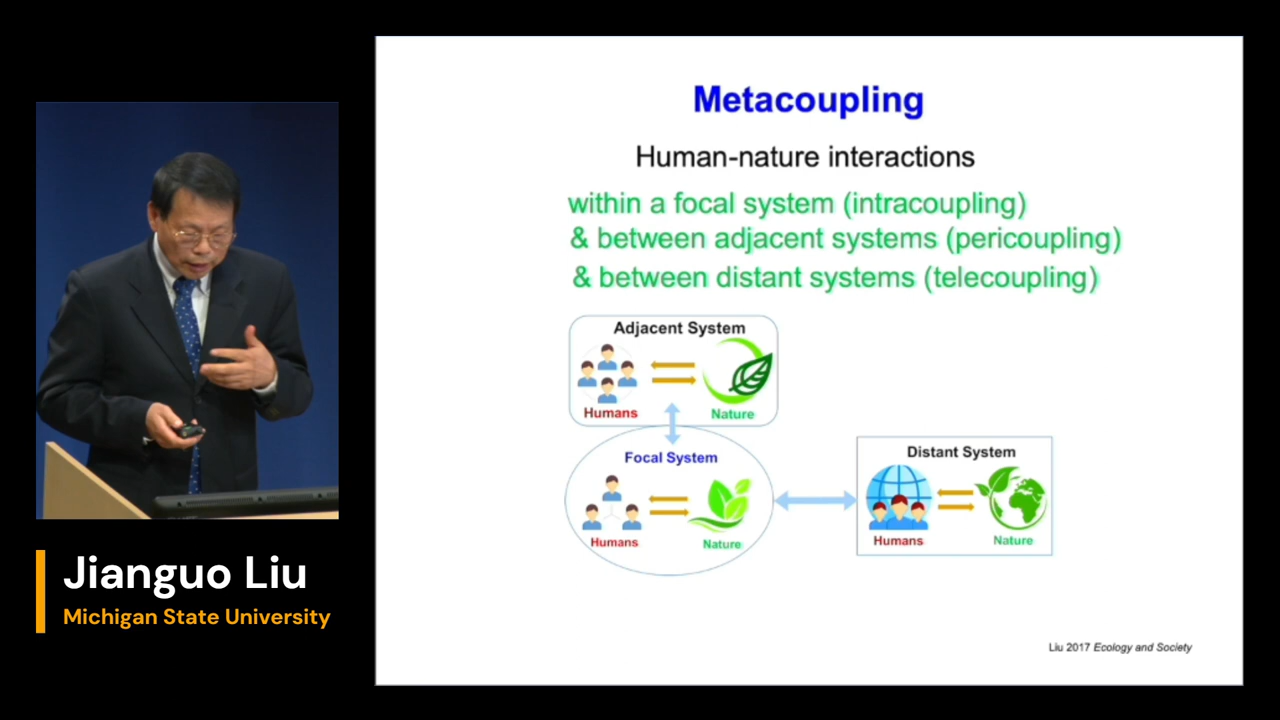 Metacoupling
Human-nature interactions
within a focal system (intracoupling)
& between adjacent systems (pericoupling)
& between distant systems (telecoupling)
Adjacent System
Humans
Nature
Focal System
Humans
Nature
Distant System
Humans
Nature
Liu 2017 Ecology and Society
Jianguo Liu
Michigan State University